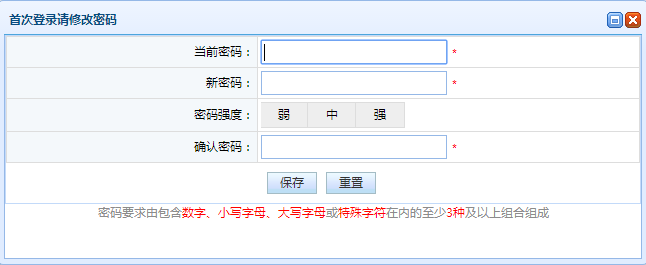 首次登录请修改密码
当前密码： *
新密码： *
密码强度： 弱 中 强
确认密码： *
保存 重置
密码要求由包含数字、小写字母、大写字母或特殊字符在内的至少3种及以上组合组成